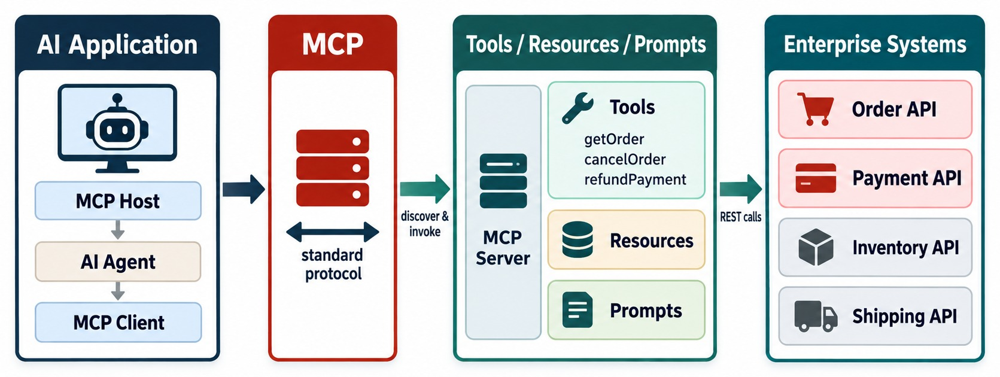 AI Application
MCP Host
AI Agent
MCP Client
MCP
standard
protocol
discover &
invoke
Tools / Resources / Prompts
MCP
Server
Tools
getOrder
cancelOrder
refundPayment
Resources
Prompts
REST calls
Enterprise Systems
Order API
Payment API
Inventory API
Shipping API